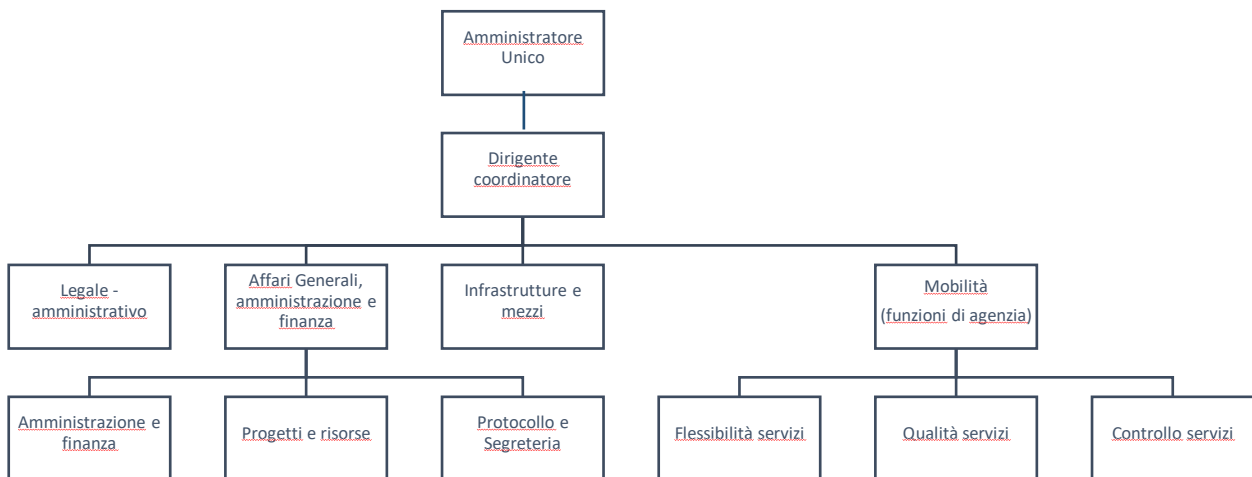 Amministratore
Unico
Dirigente
coordinatore
Legale -
amministrativo
Affari Generali,
amministrazione e
finanza
Infrastrutture e
mezzi
Mobilità
(funzioni di agenzia)
Amministrazione e
finanza
Progetti e risorse
Protocollo e
Segreteria
Flessibilità servizi
Qualità servizi
Controllo servizi